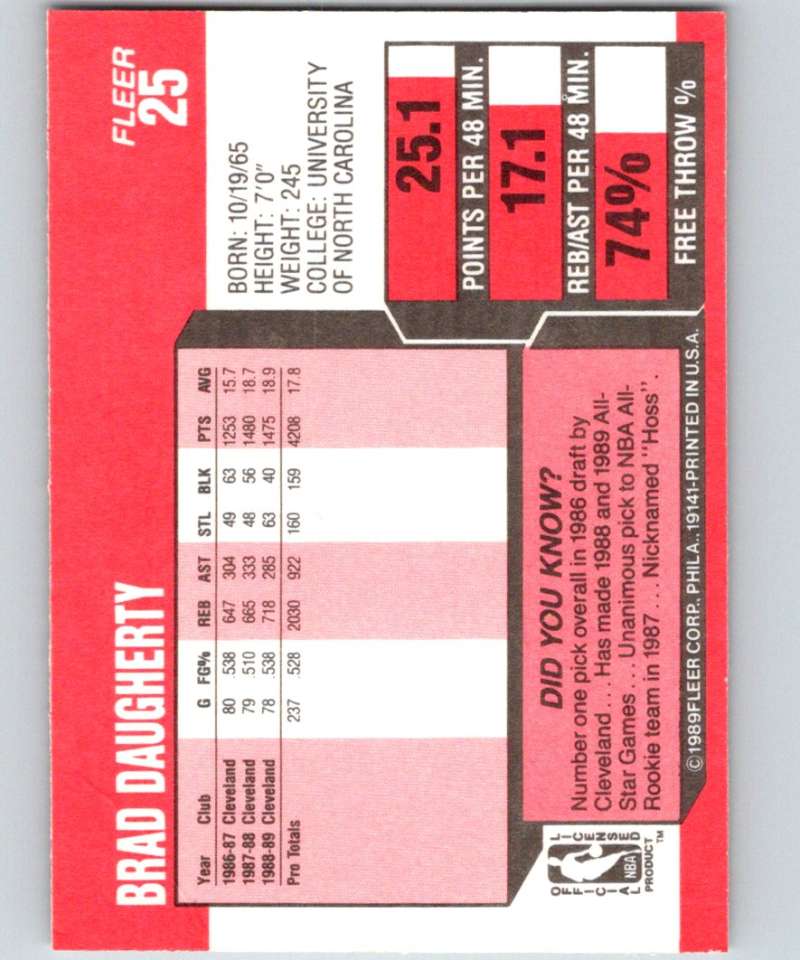 BRAD DAUGHERTY
FLEER
25
BORN: 10/19/65
HEIGHT: 7'0"
WEIGHT: 245
COLLEGE: UNIVERSITY
OF NORTH CAROLINA
Year Club G FG% REB AST STL BLK PTS AVG
1986-87 Cleveland 80 .538 647 304 49 63 1253 15.7
1987-88 Cleveland 79 .510 665 333 48 56 1480 18.7
1988-89 Cleveland 78 .538 718 285 63 40 1475 18.9
Pro Totals 237 .528 2030 922 160 159 4208 17.8
25.1
POINTS PER 48 MIN.
17.1
REB/AST PER 48 MIN.
74%
FREE THROW %
DID YOU KNOW?
Number one pick overall in 1986 draft by
Cleveland... Has made 1988 and 1989 All-
Star Games... Unanimous pick to NBA All-
Rookie team in 1987... Nicknamed "Hoss".
OFFICIAL
NBA
LICENSED
PRODUCT™
©1989 FLEER CORP., PHILA., 19141-PRINTED IN U.S.A.